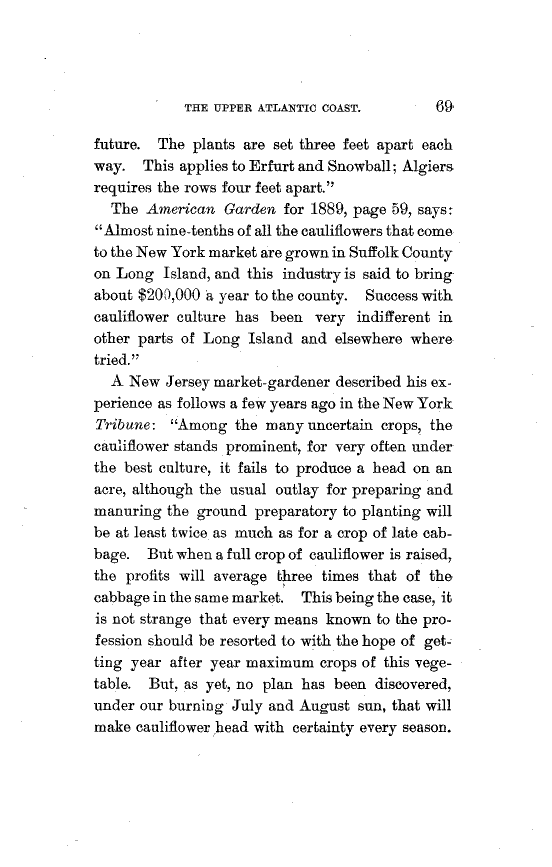 THE UPPER ATLANTIC COAST. 69
future. The plants are set three feet apart each
way. This applies to Erfurt and Snowball; Algiers
requires the rows four feet apart."
The American Garden for 1889, page 59, says:
"Almost nine-tenths of all the cauliflowers that come
to the New York market are grown in Suffolk County
on Long Island, and this industry is said to bring
about $200,000 a year to the county. Success with
cauliflower culture has been very indifferent in
other parts of Long Island and elsewhere where
tried."
A New Jersey market-gardener described his ex-
perience as follows a few years ago in the New York
Tribune: "Among the many uncertain crops, the
cauliflower stands prominent, for very often under
the best culture, it fails to produce a head on an
acre, although the usual outlay for preparing and
manuring the ground preparatory to planting will
be at least twice as much as for a crop of late cab-
bage. But when a full crop of cauliflower is raised,
the profits will average three times that of the
cabbage in the same market. This being the case, it
is not strange that every means known to the pro-
fession should be resorted to with the hope of get-
ting year after year maximum crops of this vege-
table. But, as yet, no plan has been discovered,
under our burning July and August sun, that will
make cauliflower head with certainty every season.